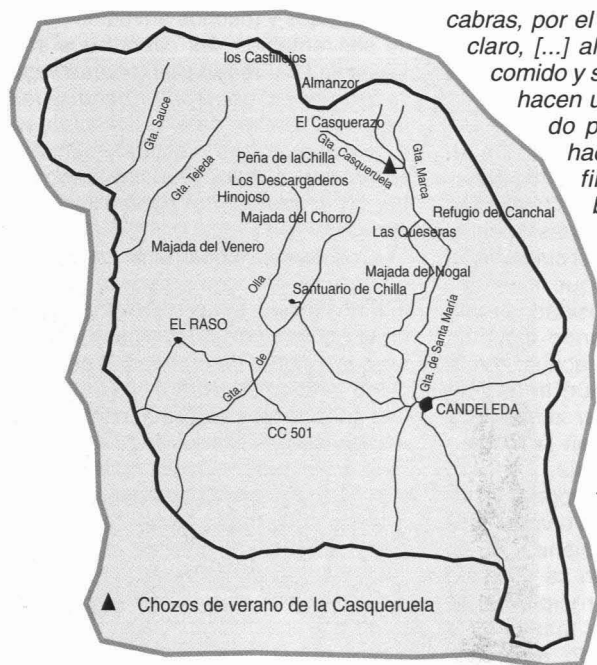 cabras, por el
claro, [...]
comido y
hacen
do
los Castillejos
Almanzor
El Casquerazo
Gta. Sauce
Gta. Tejeda
Gta. Casqueruela
Gta. Marca
Peña de laChilla
Los Descargaderos
Hinojoso
Majada del Chorro
Refugio del Canchal
Las Queseras
Majada del Venero
Majada del Nogal
Santuario de Chilla
EL RASO
Gta. de Olla
Gta. de Santa María
CANDELEDA
CC 501
Chozos de verano de la Casqueruela